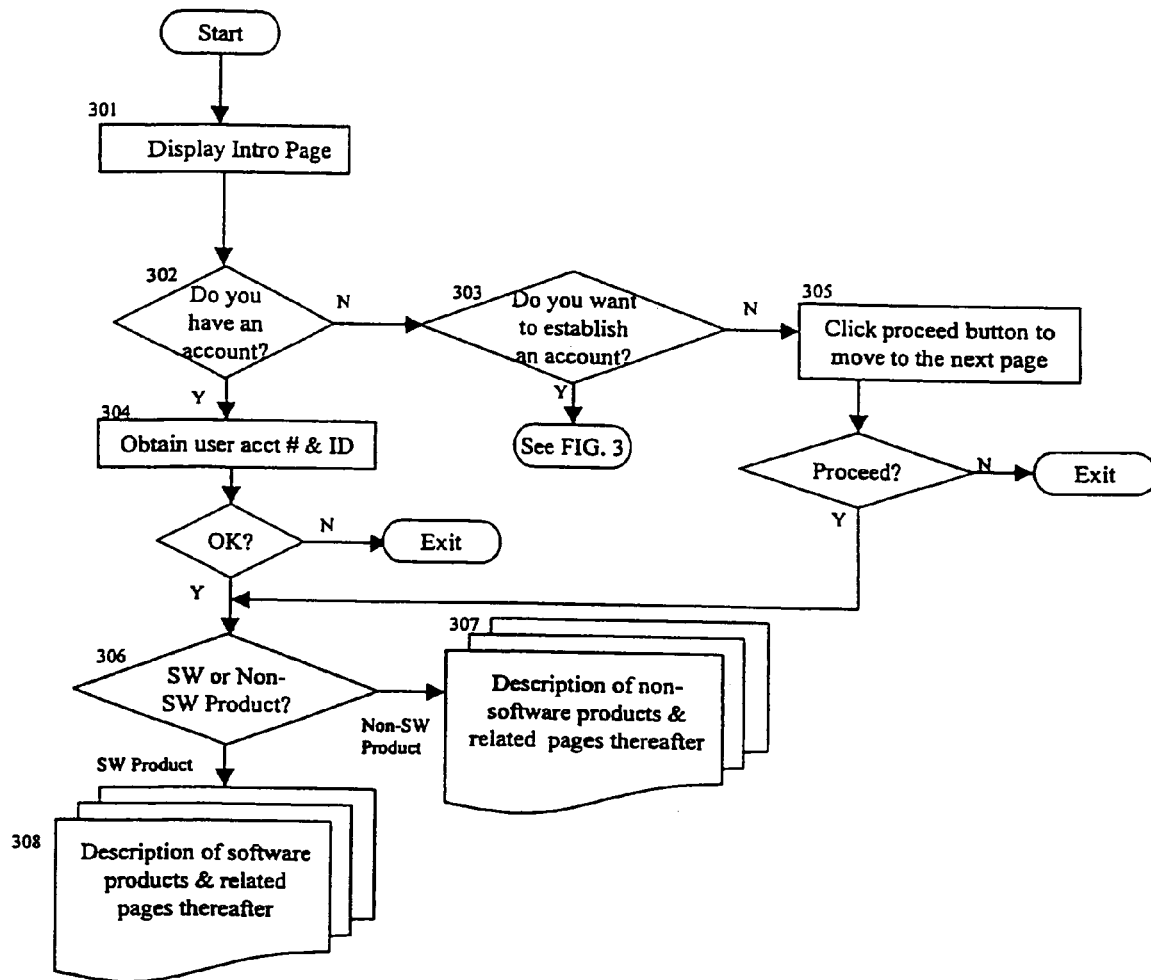 Start
301
Display Intro Page
302
Do you
have an
account?
N
303
Do you want
to establish
an account?
N
305
Click proceed button to
move to the next page
Y
304
Obtain user acct # & ID
Y
See FIG. 3
Proceed?
N
Exit
Y
OK?
N
Exit
Y
306
SW or Non-
SW Product?
Non-SW
Product
307
Description of non-
software products &
related pages thereafter
SW Product
308
Description of software
products & related
pages thereafter